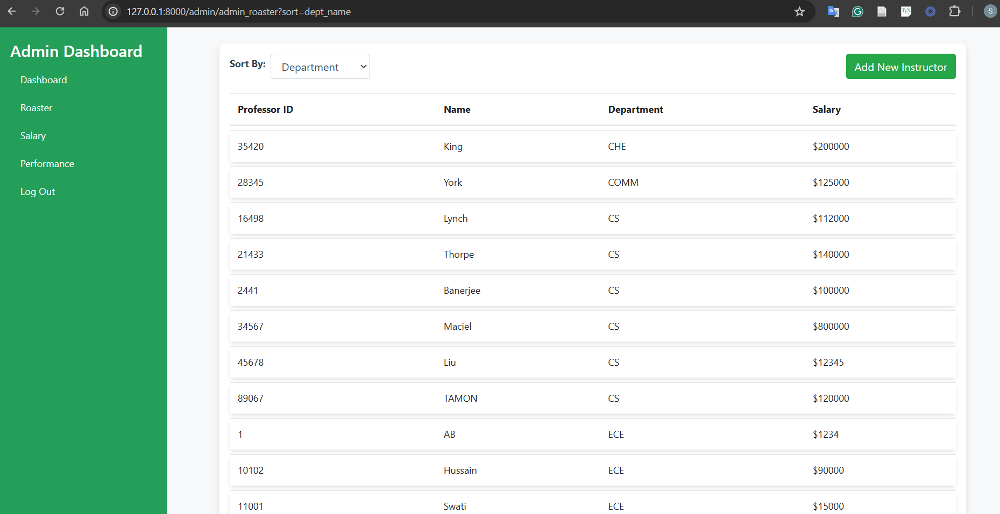 127.0.0.1:8000/admin/admin_roaster?sort=dept_name
G
TEX
S
Admin Dashboard
Dashboard
Roaster
Salary
Performance
Log Out
Sort By: Department Add New Instructor
Professor ID Name Department Salary
35420 King CHE $200000
28345 York COMM $125000
16498 Lynch CS $112000
21433 Thorpe CS $140000
2441 Banerjee CS $100000
34567 Maciel CS $800000
45678 Liu CS $12345
89067 TAMON CS $120000
1 AB ECE $1234
10102 Hussain ECE $90000
11001 Swati ECE $15000